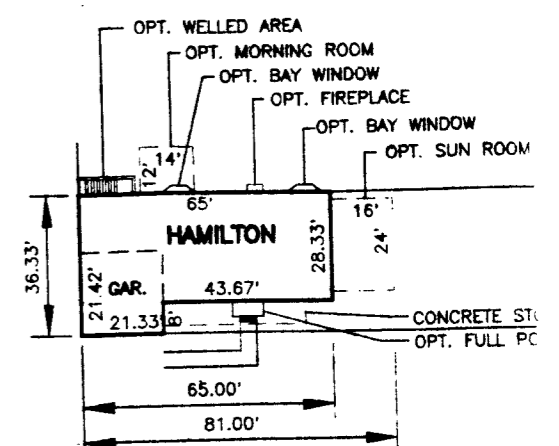 OPT. WELLED AREA
OPT. MORNING ROOM
OPT. BAY WINDOW
OPT. FIREPLACE
OPT. BAY WINDOW
OPT. SUN ROOM
14'
12'
65'
16'
HAMILTON
28.33'
24'
36.33'
21.42'
GAR.
43.67'
21.33'
8'
CONCRETE
OPT. FULL
65.00'
81.00'